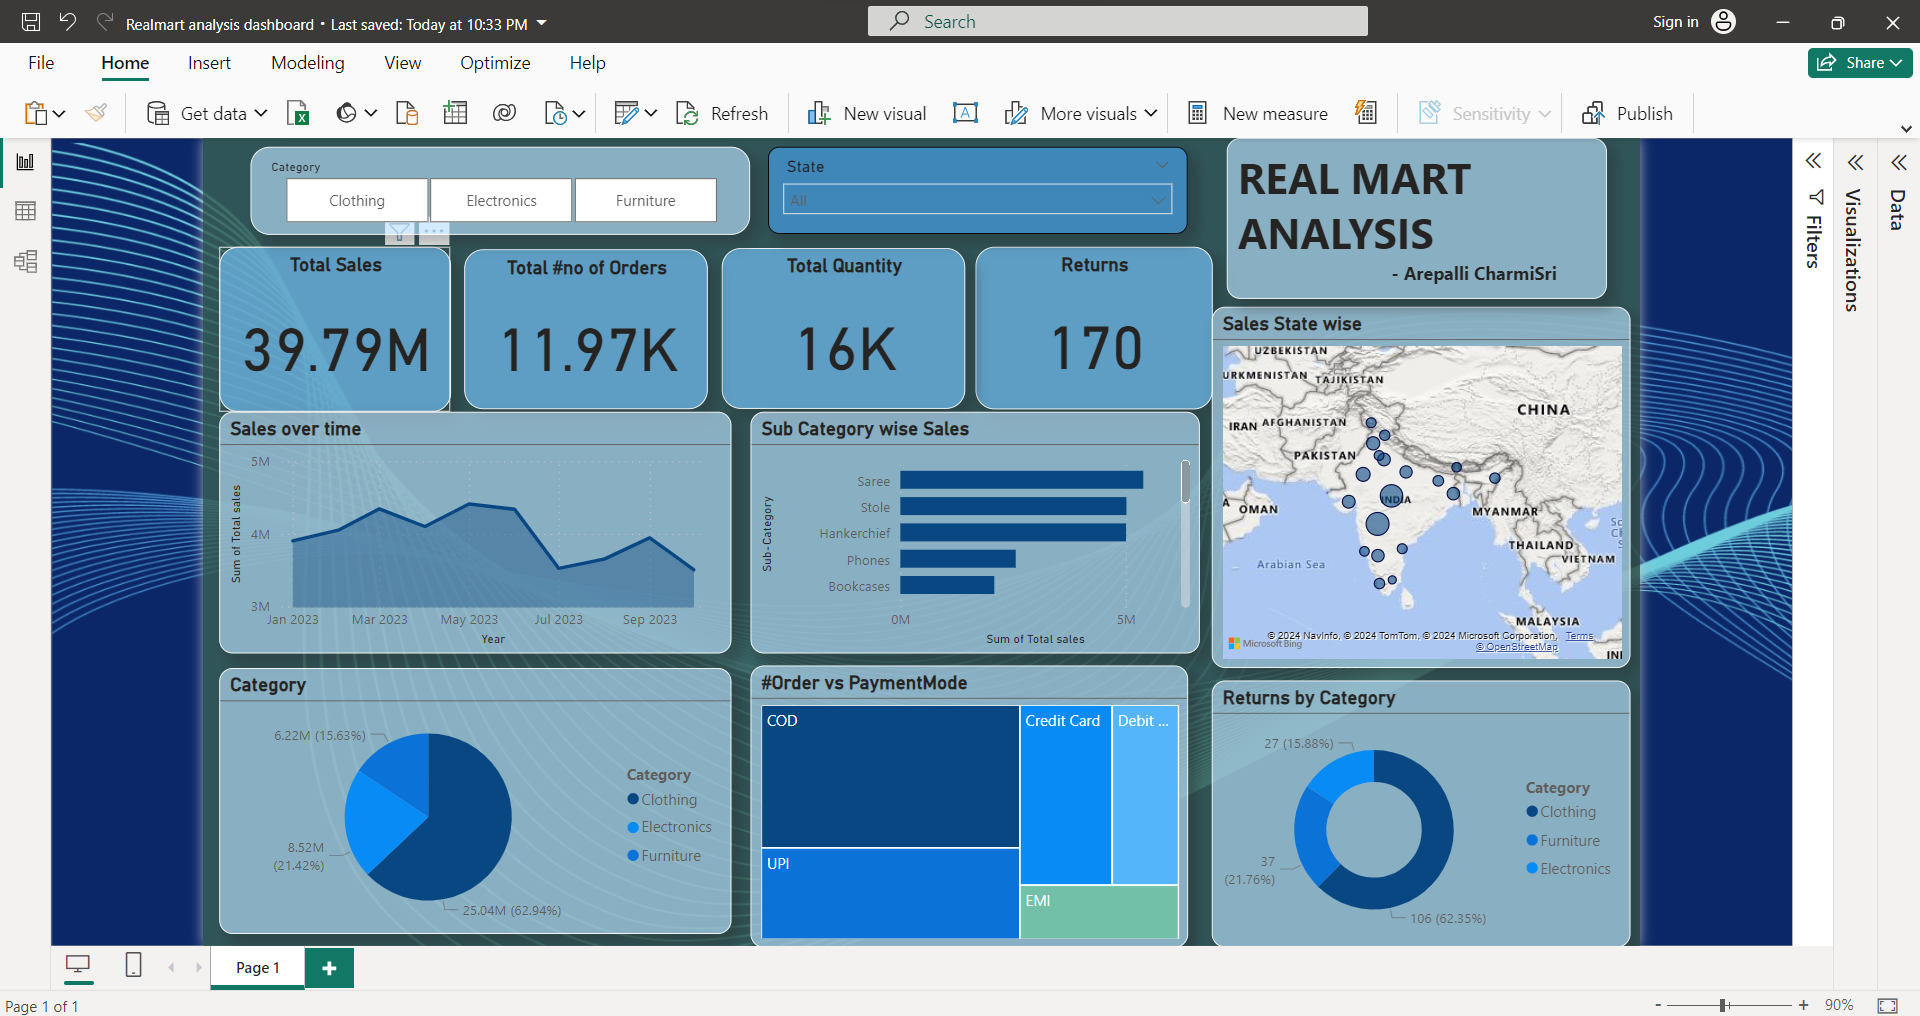 Realmart analysis dashboard • Last saved: Today at 10:33 PM
Search
Sign in
File
Home
Insert
Modeling
View
Optimize
Help
Share
Get data
Refresh
New visual
More visuals
New measure
Sensitivity
Publish
Category
Clothing
Electronics
Furniture
State
All
REAL MART
ANALYSIS
- Arepalli CharmiSri
Filters
Visualizations
Data
Total Sales
39.79M
Total #no of Orders
11.97K
Total Quantity
16K
Returns
170
Sales over time
5M
4M
3M
Sum of Total sales
Jan 2023
Mar 2023
May 2023
Jul 2023
Sep 2023
Year
Sub Category wise Sales
Sub-Category
Saree
Stole
Hankerchief
Phones
Bookcases
0M
5M
Sum of Total sales
Sales State wise
UZBEKISTAN
URKMENISTAN
TAJIKISTAN
CHINA
IRAN
AFGHANISTAN
PAKISTAN
INDIA
A
OMAN
MYANMAR
THAILAND
VIETNAM
Arabian Sea
MALAYSIA
INI
© 2024 NavInfo, © 2024 TomTom, © 2024 Microsoft Corporation,
Terms
Microsoft Bing
© OpenStreetMap
Category
6.22M (15.63%)
8.52M
(21.42%)
25.04M (62.94%)
Category
Clothing
Electronics
Furniture
#Order vs PaymentMode
COD
Credit Card
Debit ...
UPI
EMI
Returns by Category
27 (15.88%)
37
(21.76%)
106 (62.35%)
Category
Clothing
Furniture
Electronics
Page 1
Page 1 of 1
90%